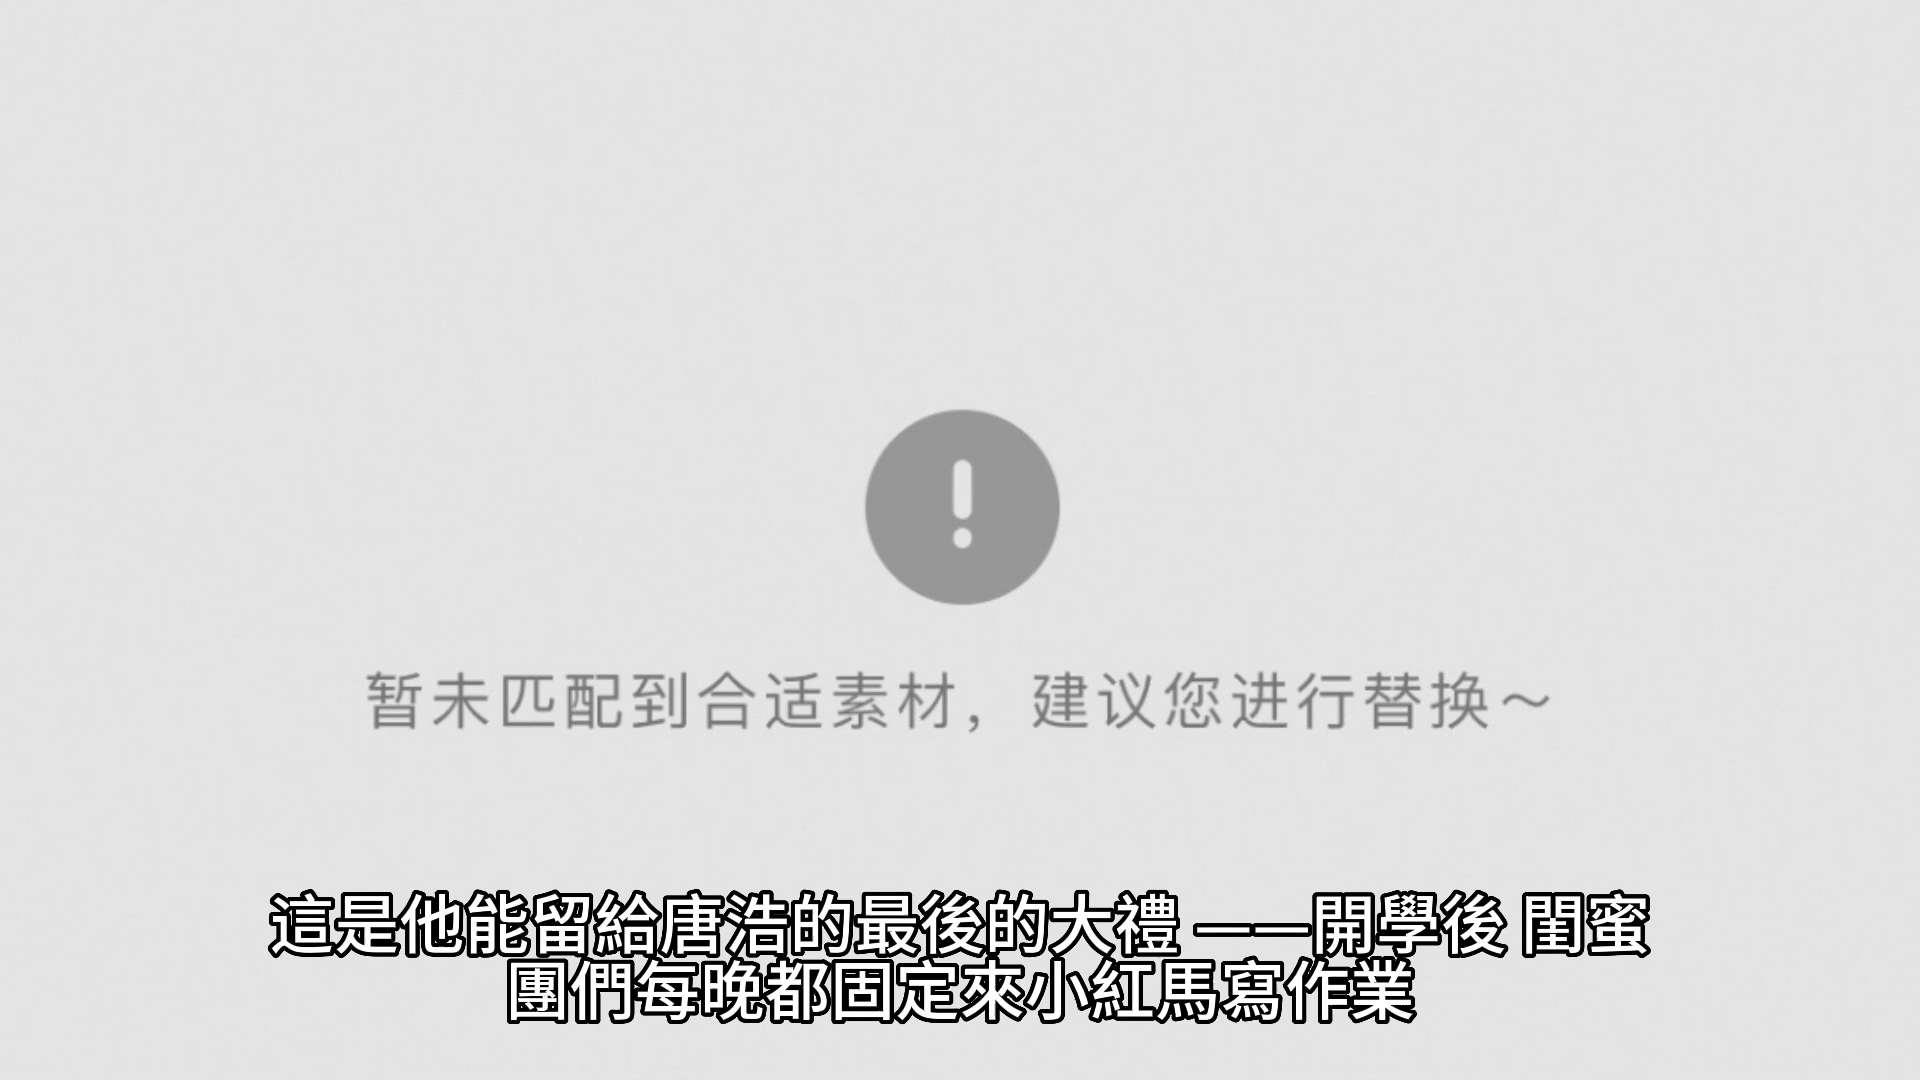 暂未匹配到合适素材，建议您进行替换～
這是他能留給唐浩的最後的大禮 ——開學後 閨蜜
團們每晚都固定來小紅馬寫作業